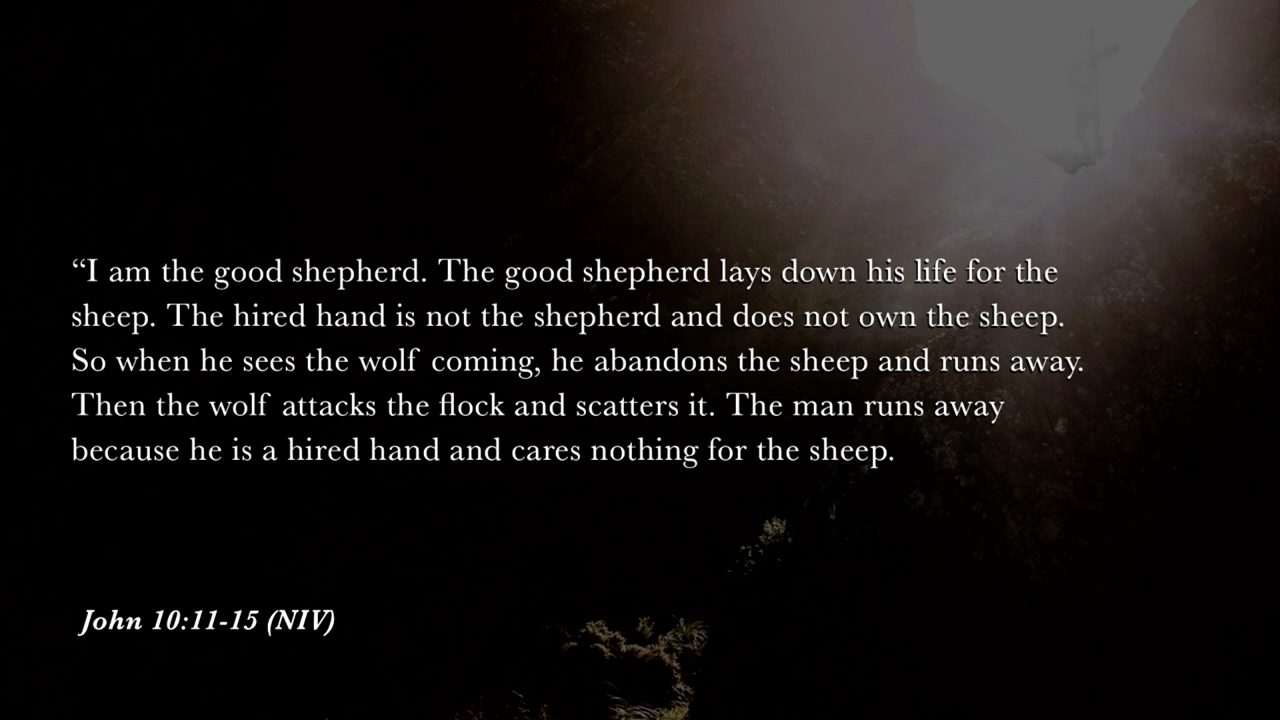 “I am the good shepherd. The good shepherd lays down his life for the
sheep. The hired hand is not the shepherd and does not own the sheep.
So when he sees the wolf coming, he abandons the sheep and runs away.
Then the wolf attacks the flock and scatters it. The man runs away
because he is a hired hand and cares nothing for the sheep.
John 10:11-15 (NIV)